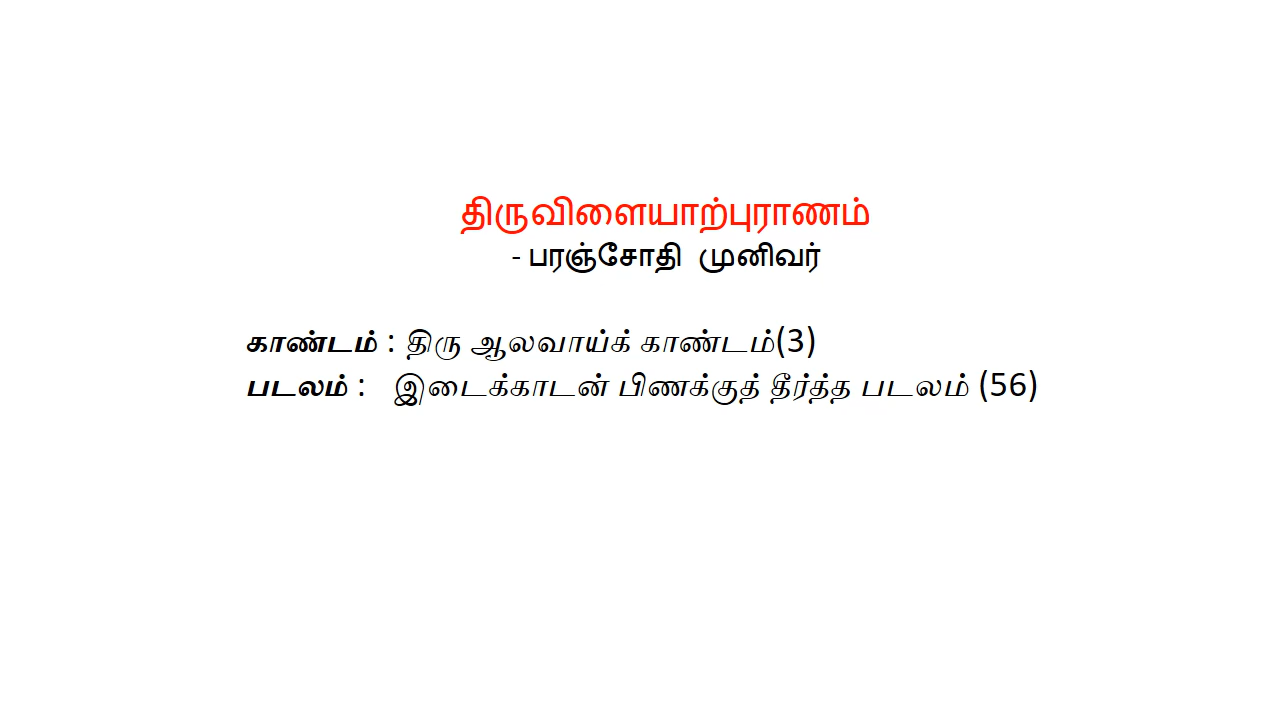 திருவிளையாற்புராணம்
- பரஞ்சோதி முனிவர்
காண்டம் : திரு ஆலவாய்க் காண்டம்(3)
படலம் : இடைக்காடன் பிணக்குத் தீர்த்த படலம் (56)